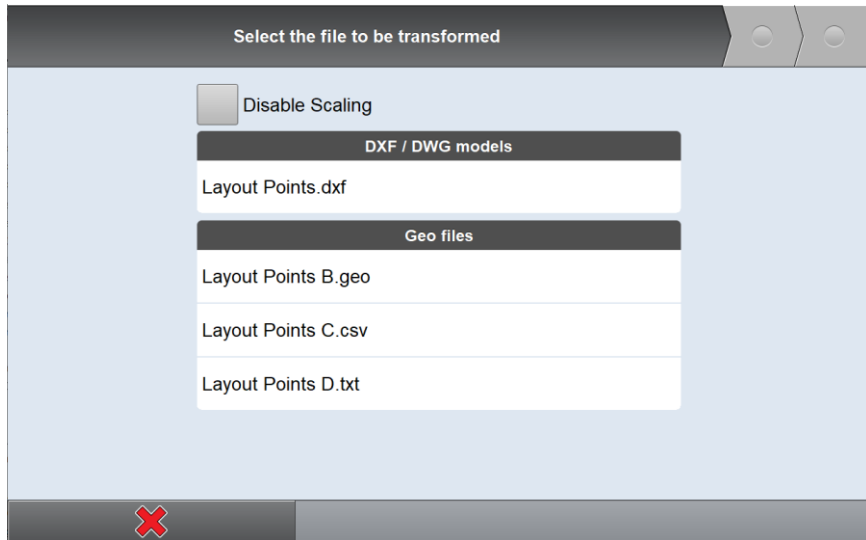 Select the file to be transformed
Disable Scaling
DXF / DWG models
Layout Points.dxf
Geo files
Layout Points B.geo
Layout Points C.csv
Layout Points D.txt